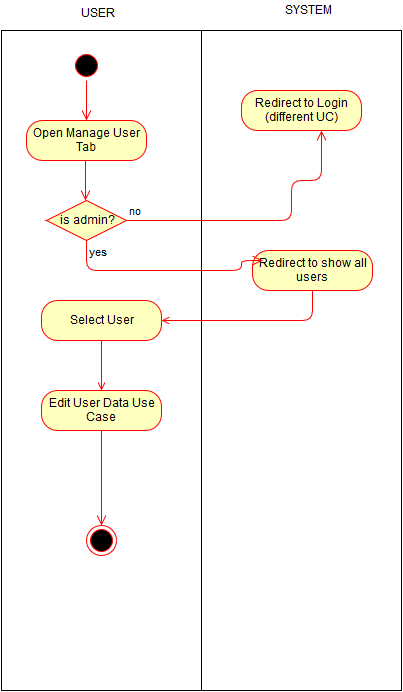 USER
SYSTEM
Redirect to Login
(different UC)
Open Manage User
Tab
is admin?
no
yes
Redirect to show all
users
Select User
Edit User Data Use
Case